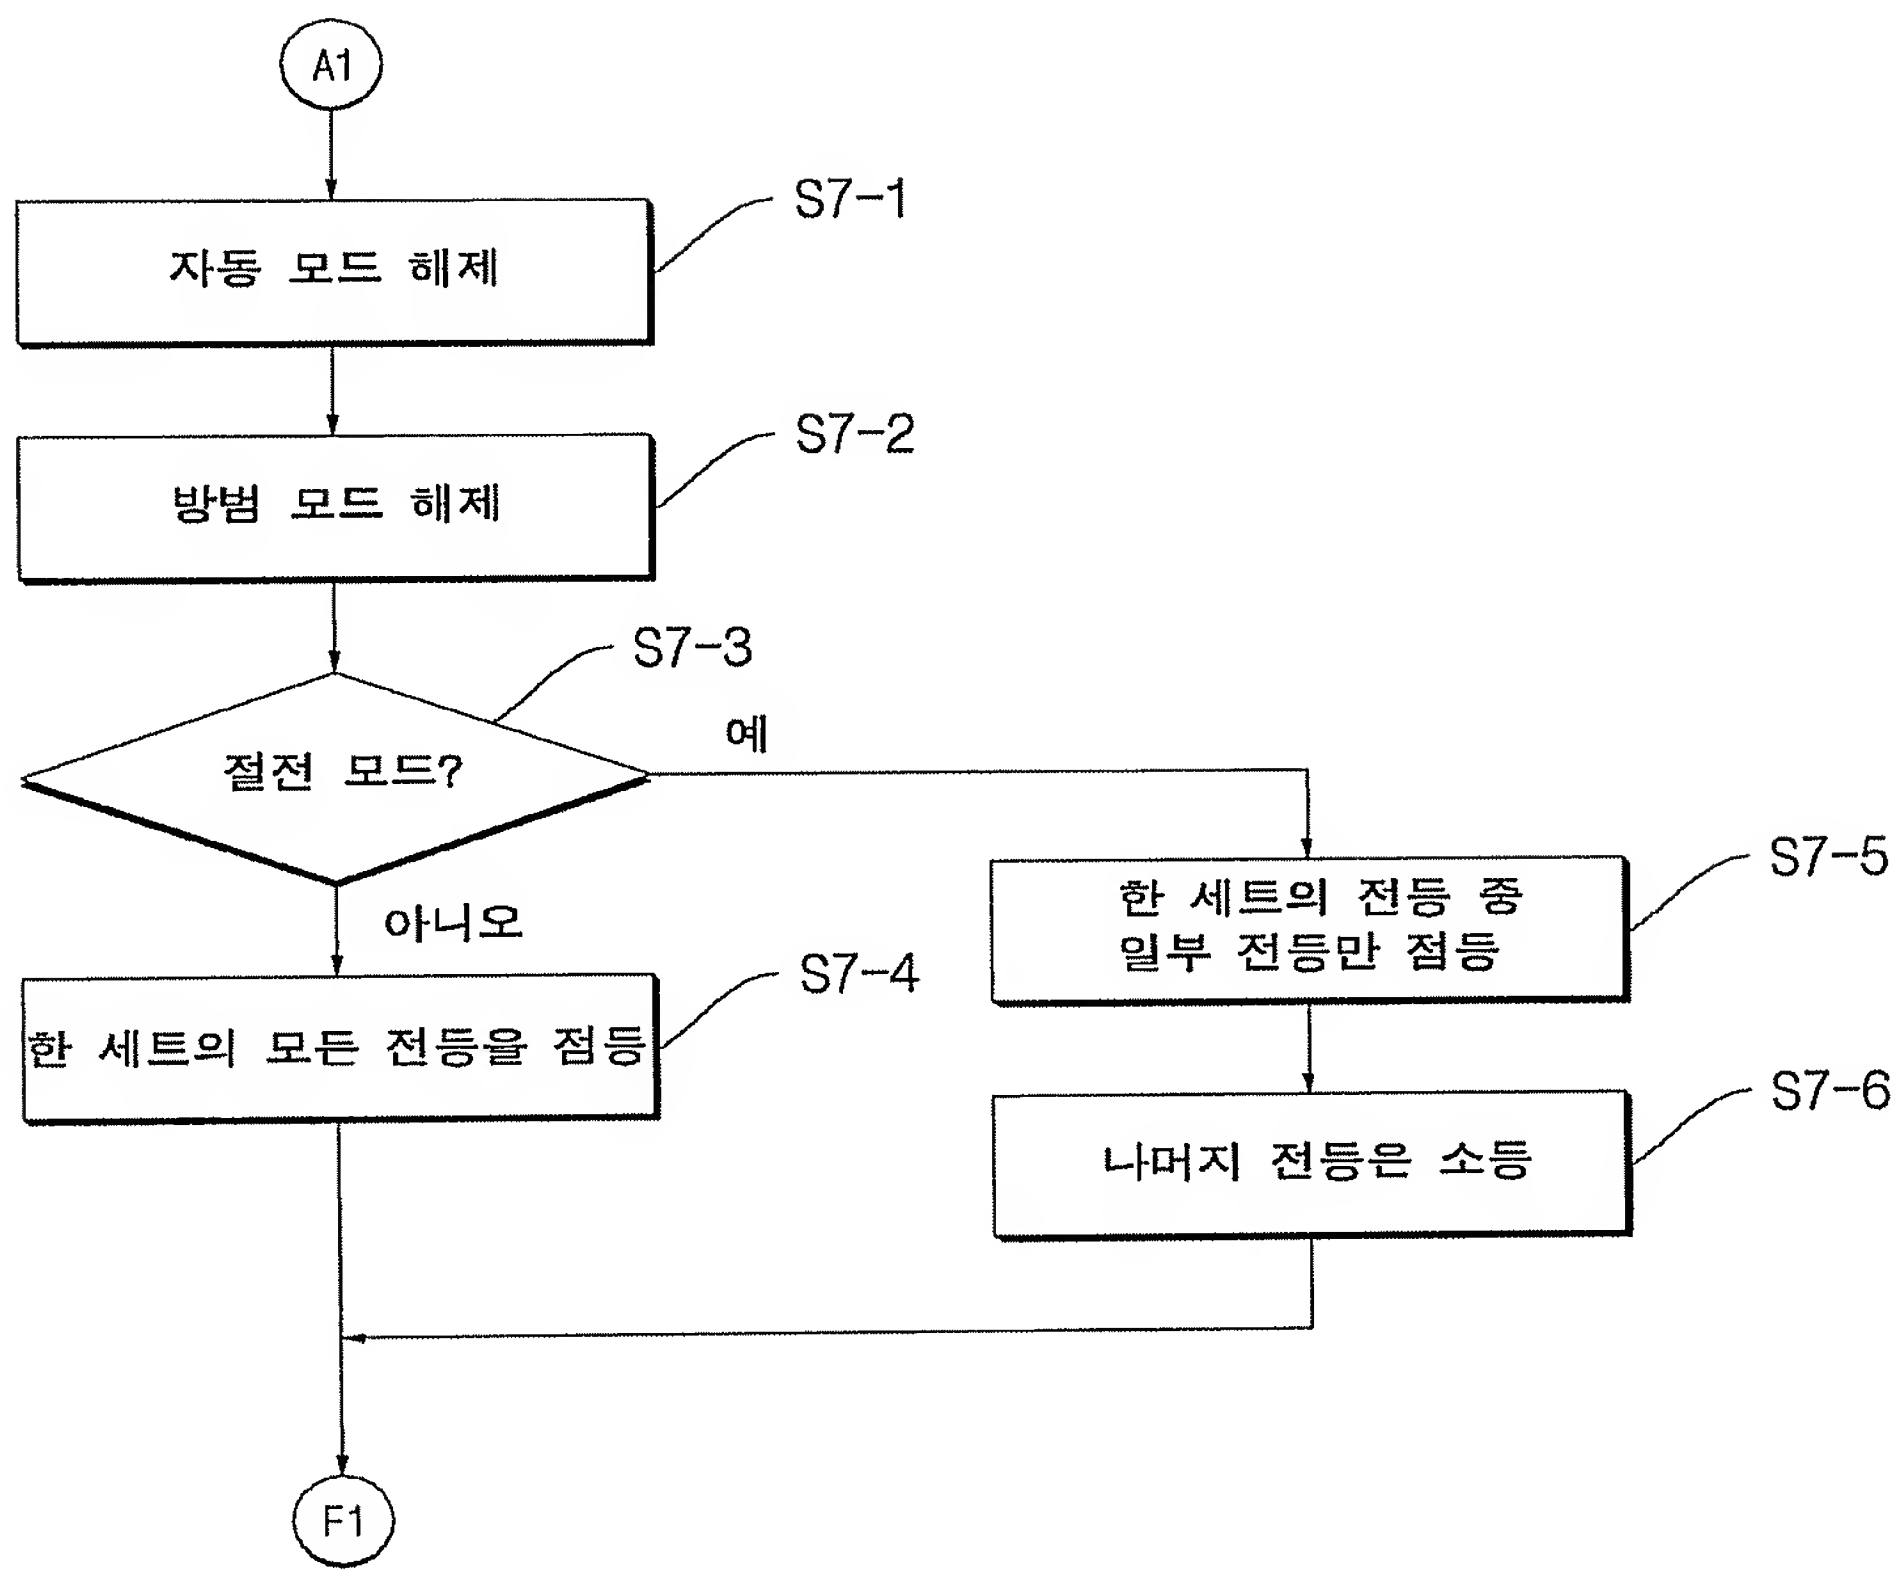 A1
S7-1
자동 모드 해제
S7-2
방범 모드 해제
S7-3
절전 모드?
예
아니오
S7-4
한 세트의 모든 전등을 점등
S7-5
한 세트의 전등 중
일부 전등만 점등
S7-6
나머지 전등은 소등
F1